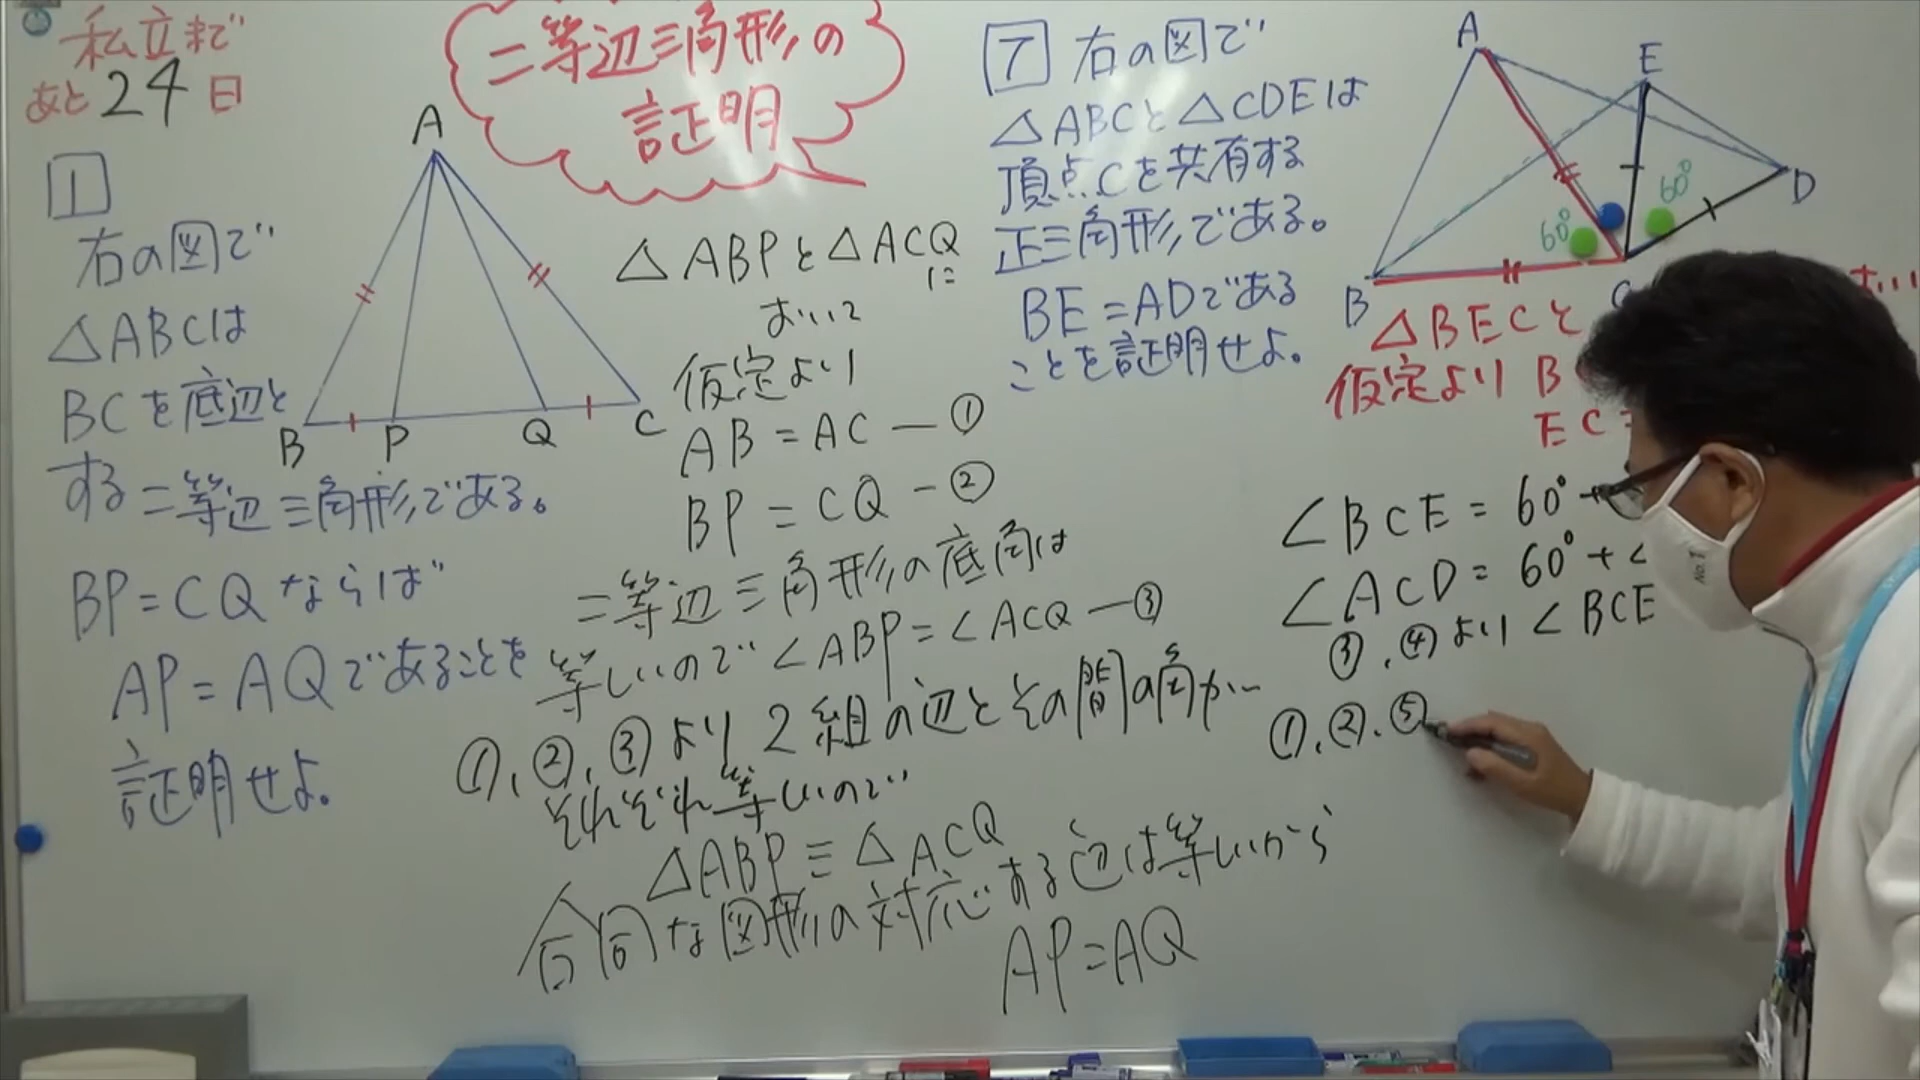 私立まで
あと24日
二等辺三角形の
証明
1
右の図で
△ABCは
BCを底辺と
する二等辺三角形である。
BP=CQならば
AP=AQであることを
証明せよ。
A
B
P
Q
C
△ABPと△ACQに
おいて
仮定より
AB=AC—①
BP=CQ—②
二等辺三角形の底角は
等しいので∠ABP=∠ACQ—③
①、②、③より2組の辺とその間の角が
それぞれ等しいので
△ABP≡△ACQ
合同な図形の対応する辺は等しいから
AP=AQ
7
右の図で
△ABCと△CDEは
頂点Cを共有する
正三角形である。
BE=ADである
ことを証明せよ。
A
E
D
B
C
60°
60°
△BECと
おい
仮定より B
EC=
∠BCE=60°+
∠ACD=60°+∠
③、④より∠BCE
①、②、⑤
No.1